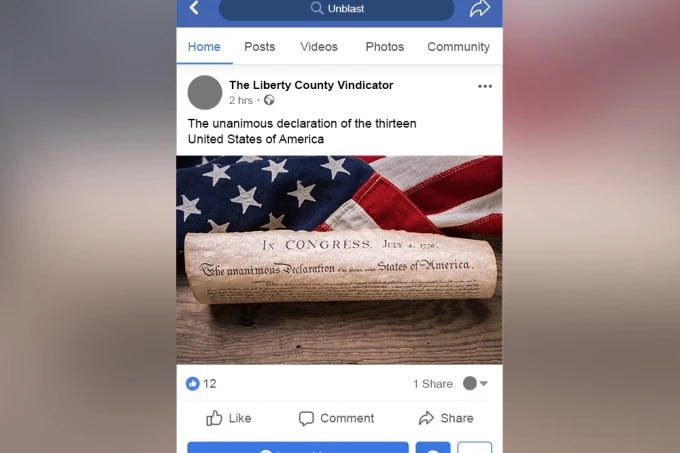 Unblast
Home Posts Videos Photos Community
The Liberty County Vindicator
2 hrs
The unanimous declaration of the thirteen
United States of America
IN CONGRESS. JULY 4, 1776.
The unanimous Declaration of the thirteen united States of America.
12
1 Share
Like Comment Share